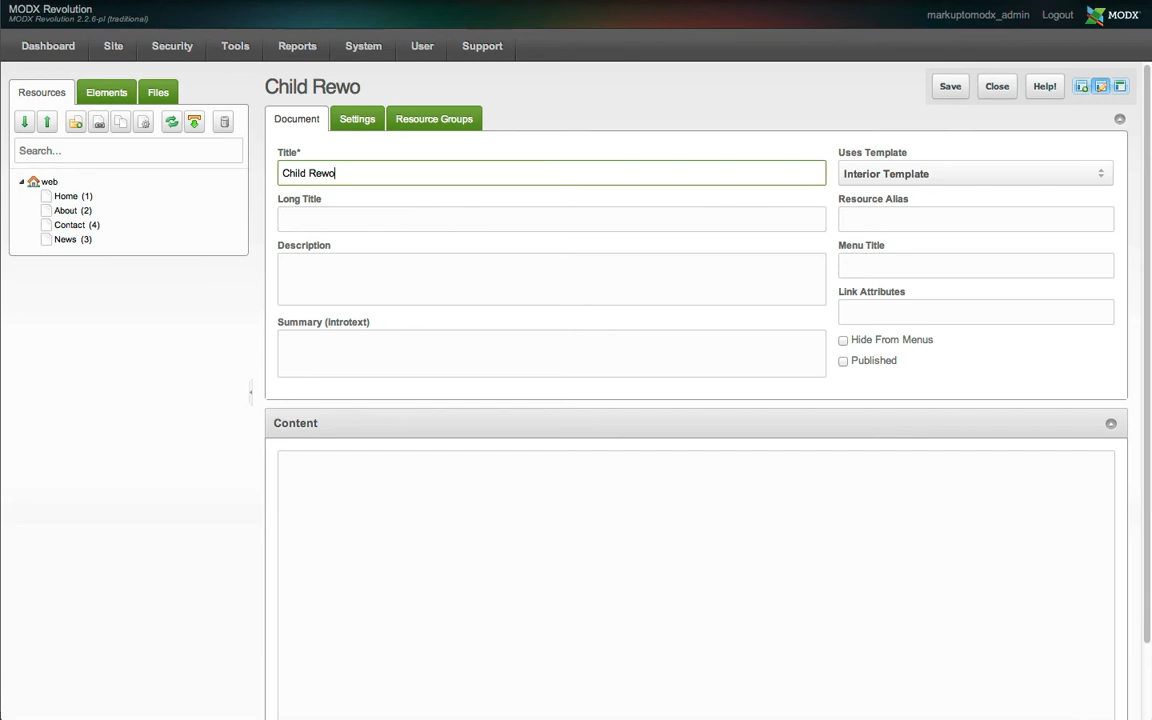 MODX Revolution
MODX Revolution 2.2.6-pl (traditional)
markuptomodx_admin
Logout
MODX
Dashboard
Site
Security
Tools
Reports
System
User
Support
Resources
Elements
Files
Search...
web
Home (1)
About (2)
Contact (4)
News (3)
Child Rewo
Save
Close
Help!
Document
Settings
Resource Groups
Title*
Child Rewo
Long Title
Description
Summary (introtext)
Uses Template
Interior Template
Resource Alias
Menu Title
Link Attributes
Hide From Menus
Published
Content